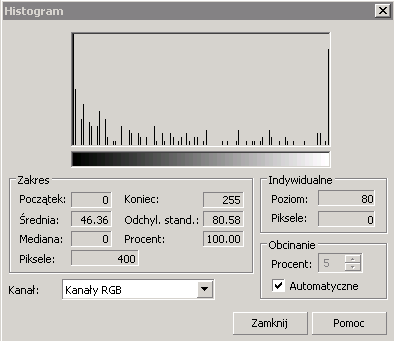 Histogram
Zakres
Początek: 0 Koniec: 255
Średnia: 46.36 Odchyl. stand.: 80.58
Mediana: 0 Procent: 100.00
Piksele: 400
Indywidualne
Poziom: 80
Piksele: 0
Obcinanie
Procent: 5
Automatyczne
Kanał: Kanały RGB
Zamknij Pomoc